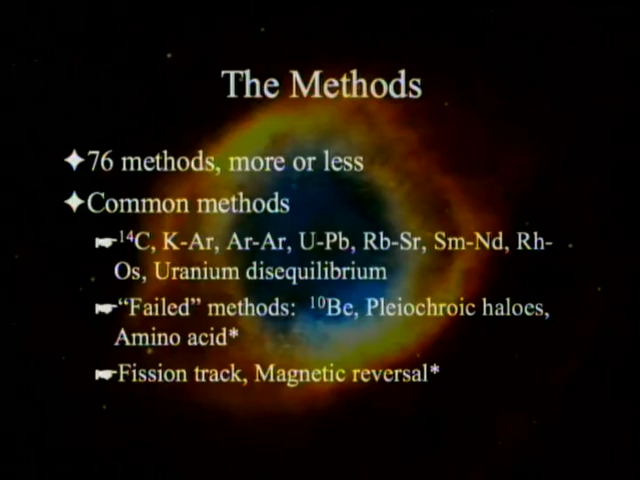 The Methods
✦76 methods, more or less
✦Common methods
☛¹⁴C, K-Ar, Ar-Ar, U-Pb, Rb-Sr, Sm-Nd, Rh-
Os, Uranium disequilibrium
☛“Failed” methods: ¹⁰Be, Pleiochroic haloes,
Amino acid*
☛Fission track, Magnetic reversal*